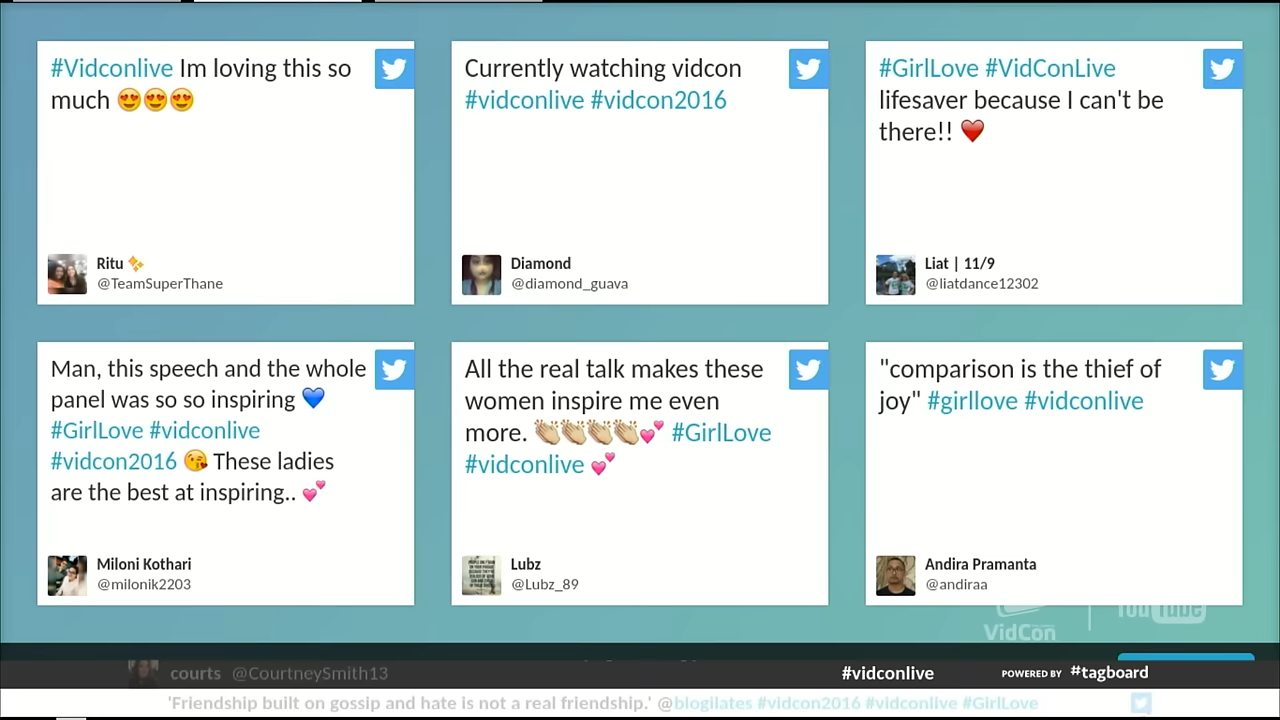 #Vidconlive Im loving this so
much 😍😍😍
Ritu ✨
@TeamSuperThane
Currently watching vidcon
#vidconlive #vidcon2016
Diamond
@diamond_guava
#GirlLove #VidConLive
lifesaver because I can't be
there!! ❤️
Liat | 11/9
@liatdance12302
Man, this speech and the whole
panel was so so inspiring 💙
#GirlLove #vidconlive
#vidcon2016 😘 These ladies
are the best at inspiring.. 💕
Miloni Kothari
@milonik2203
All the real talk makes these
women inspire me even
more. 👏🏼👏🏼👏🏼👏🏼💕 #GirlLove
#vidconlive 💕
Lubz
@Lubz_89
"comparison is the thief of
joy" #girllove #vidconlive
Andira Pramanta
@andiraa
VidCon
YouTube
courts @CourtneySmith13
#vidconlive
POWERED BY #tagboard
'Friendship built on gossip and hate is not a real friendship.' @blogilates #vidcon2016 #vidconlive #GirlLove